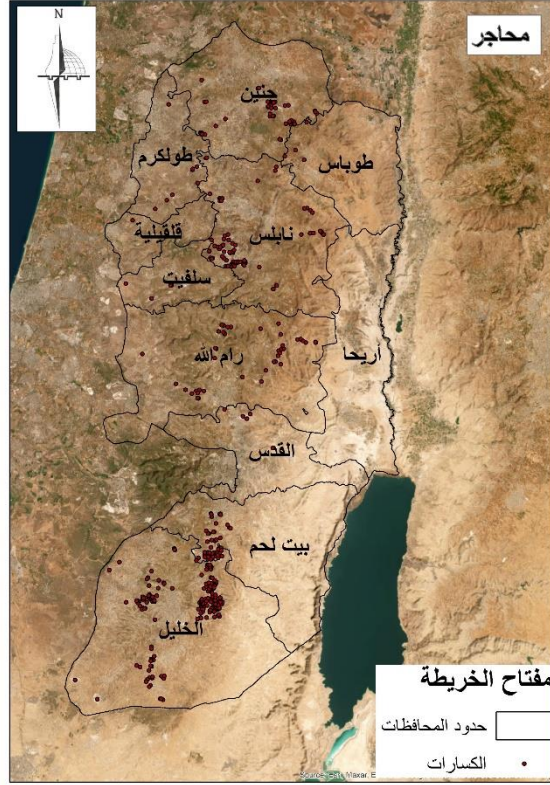 محاجر
N
جنين
طوباس
طولكرم
نابلس
قلقيلية
سلفيت
أريحا
رام الله
القدس
بيت لحم
الخليل
مفتاح الخريطة
حدود المحافظات
الكسارات
Maxar, E